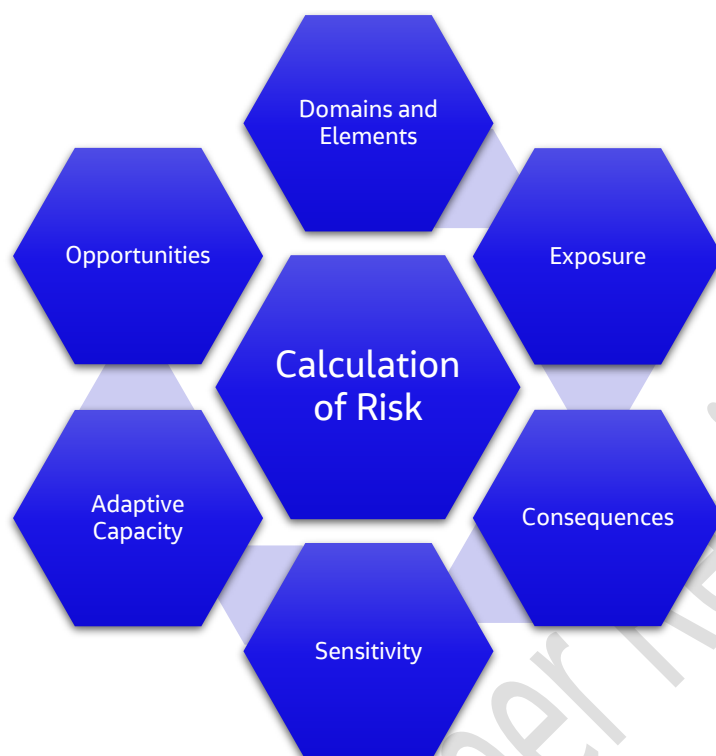 Domains and
Elements
Opportunities
Exposure
Calculation
of Risk
Adaptive
Capacity
Consequences
Sensitivity